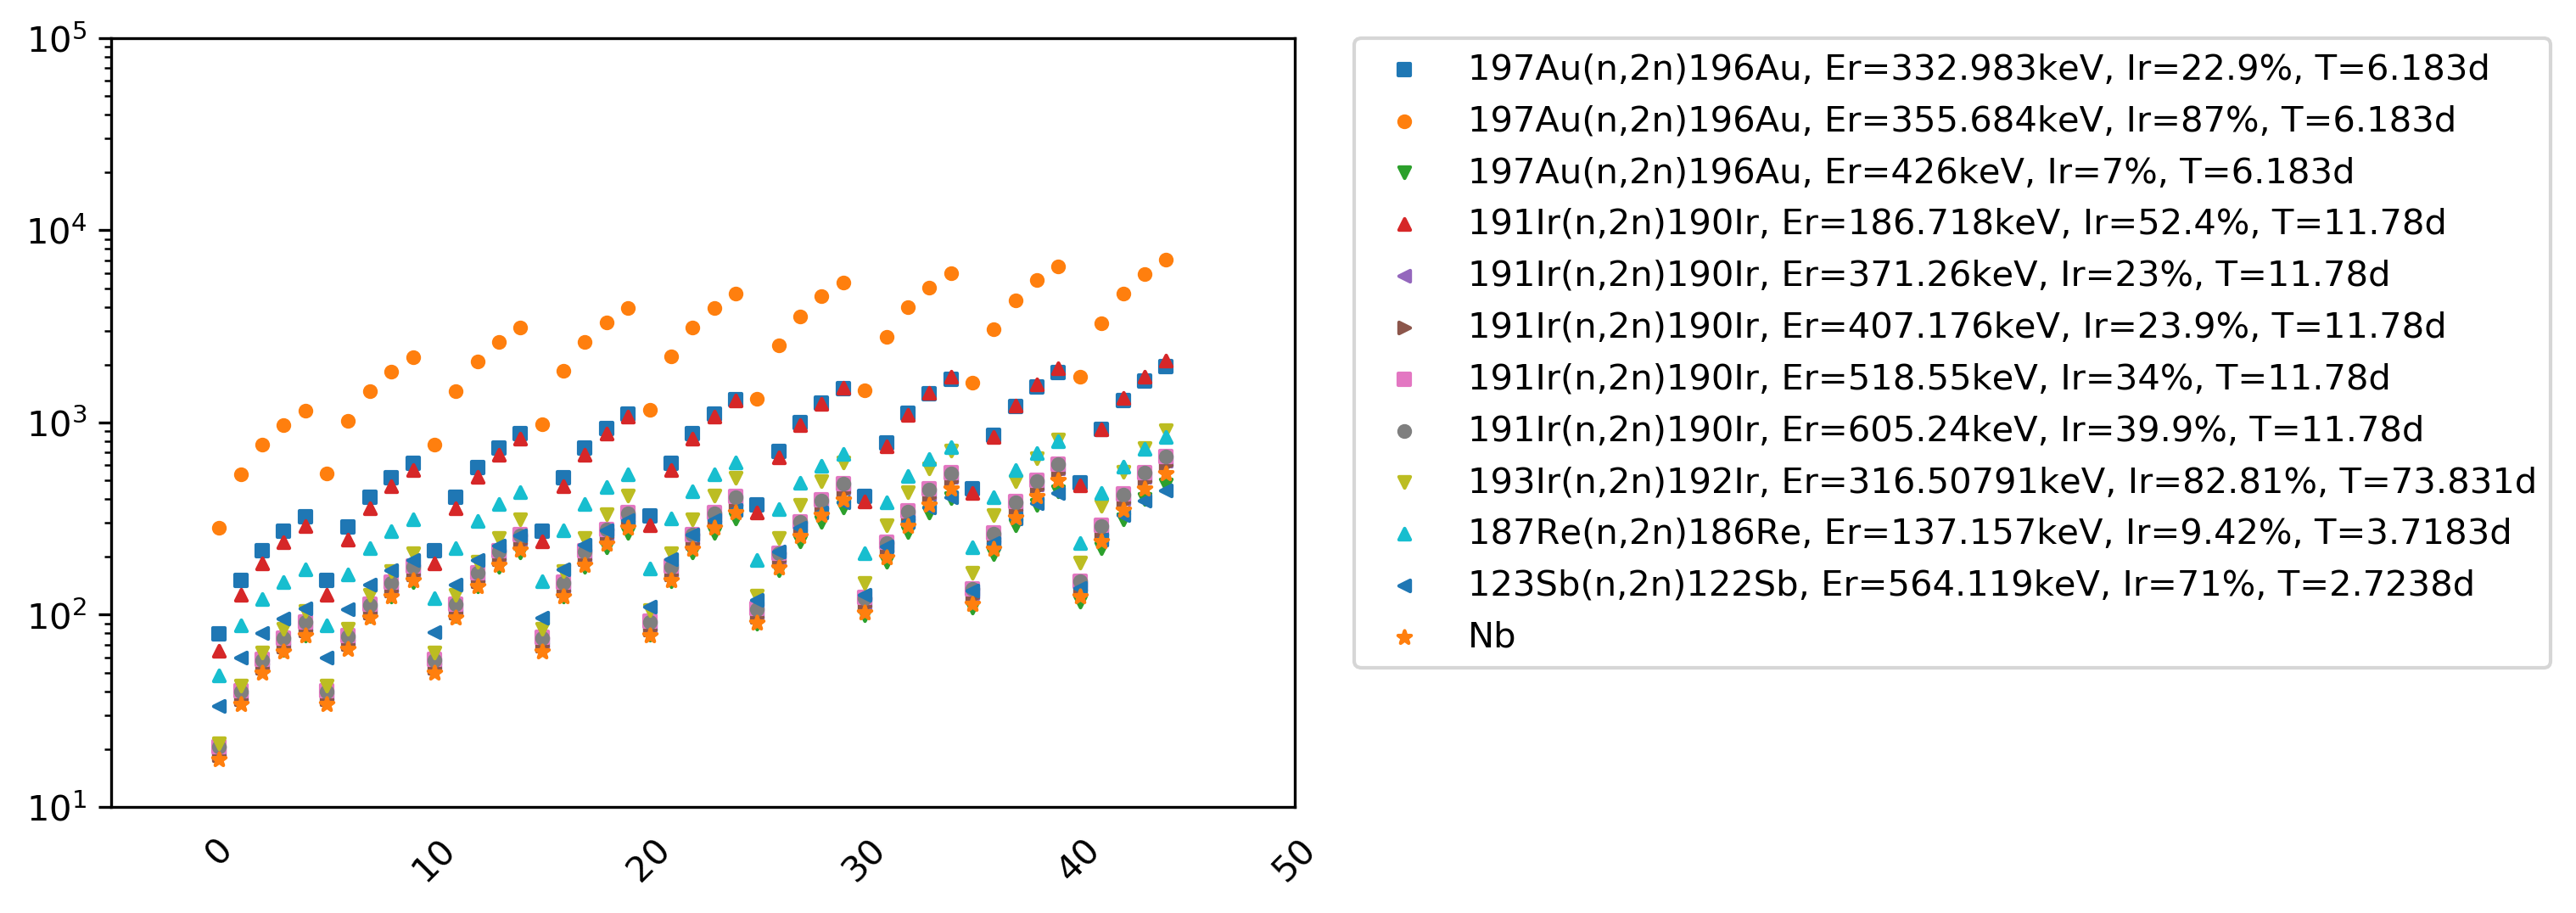 10^5
10^4
10^3
10^2
10^1
0
10
20
30
40
50
197Au(n,2n)196Au, Er=332.983keV, Ir=22.9%, T=6.183d
197Au(n,2n)196Au, Er=355.684keV, Ir=87%, T=6.183d
197Au(n,2n)196Au, Er=426keV, Ir=7%, T=6.183d
191Ir(n,2n)190Ir, Er=186.718keV, Ir=52.4%, T=11.78d
191Ir(n,2n)190Ir, Er=371.26keV, Ir=23%, T=11.78d
191Ir(n,2n)190Ir, Er=407.176keV, Ir=23.9%, T=11.78d
191Ir(n,2n)190Ir, Er=518.55keV, Ir=34%, T=11.78d
191Ir(n,2n)190Ir, Er=605.24keV, Ir=39.9%, T=11.78d
193Ir(n,2n)192Ir, Er=316.50791keV, Ir=82.81%, T=73.831d
187Re(n,2n)186Re, Er=137.157keV, Ir=9.42%, T=3.7183d
123Sb(n,2n)122Sb, Er=564.119keV, Ir=71%, T=2.7238d
Nb